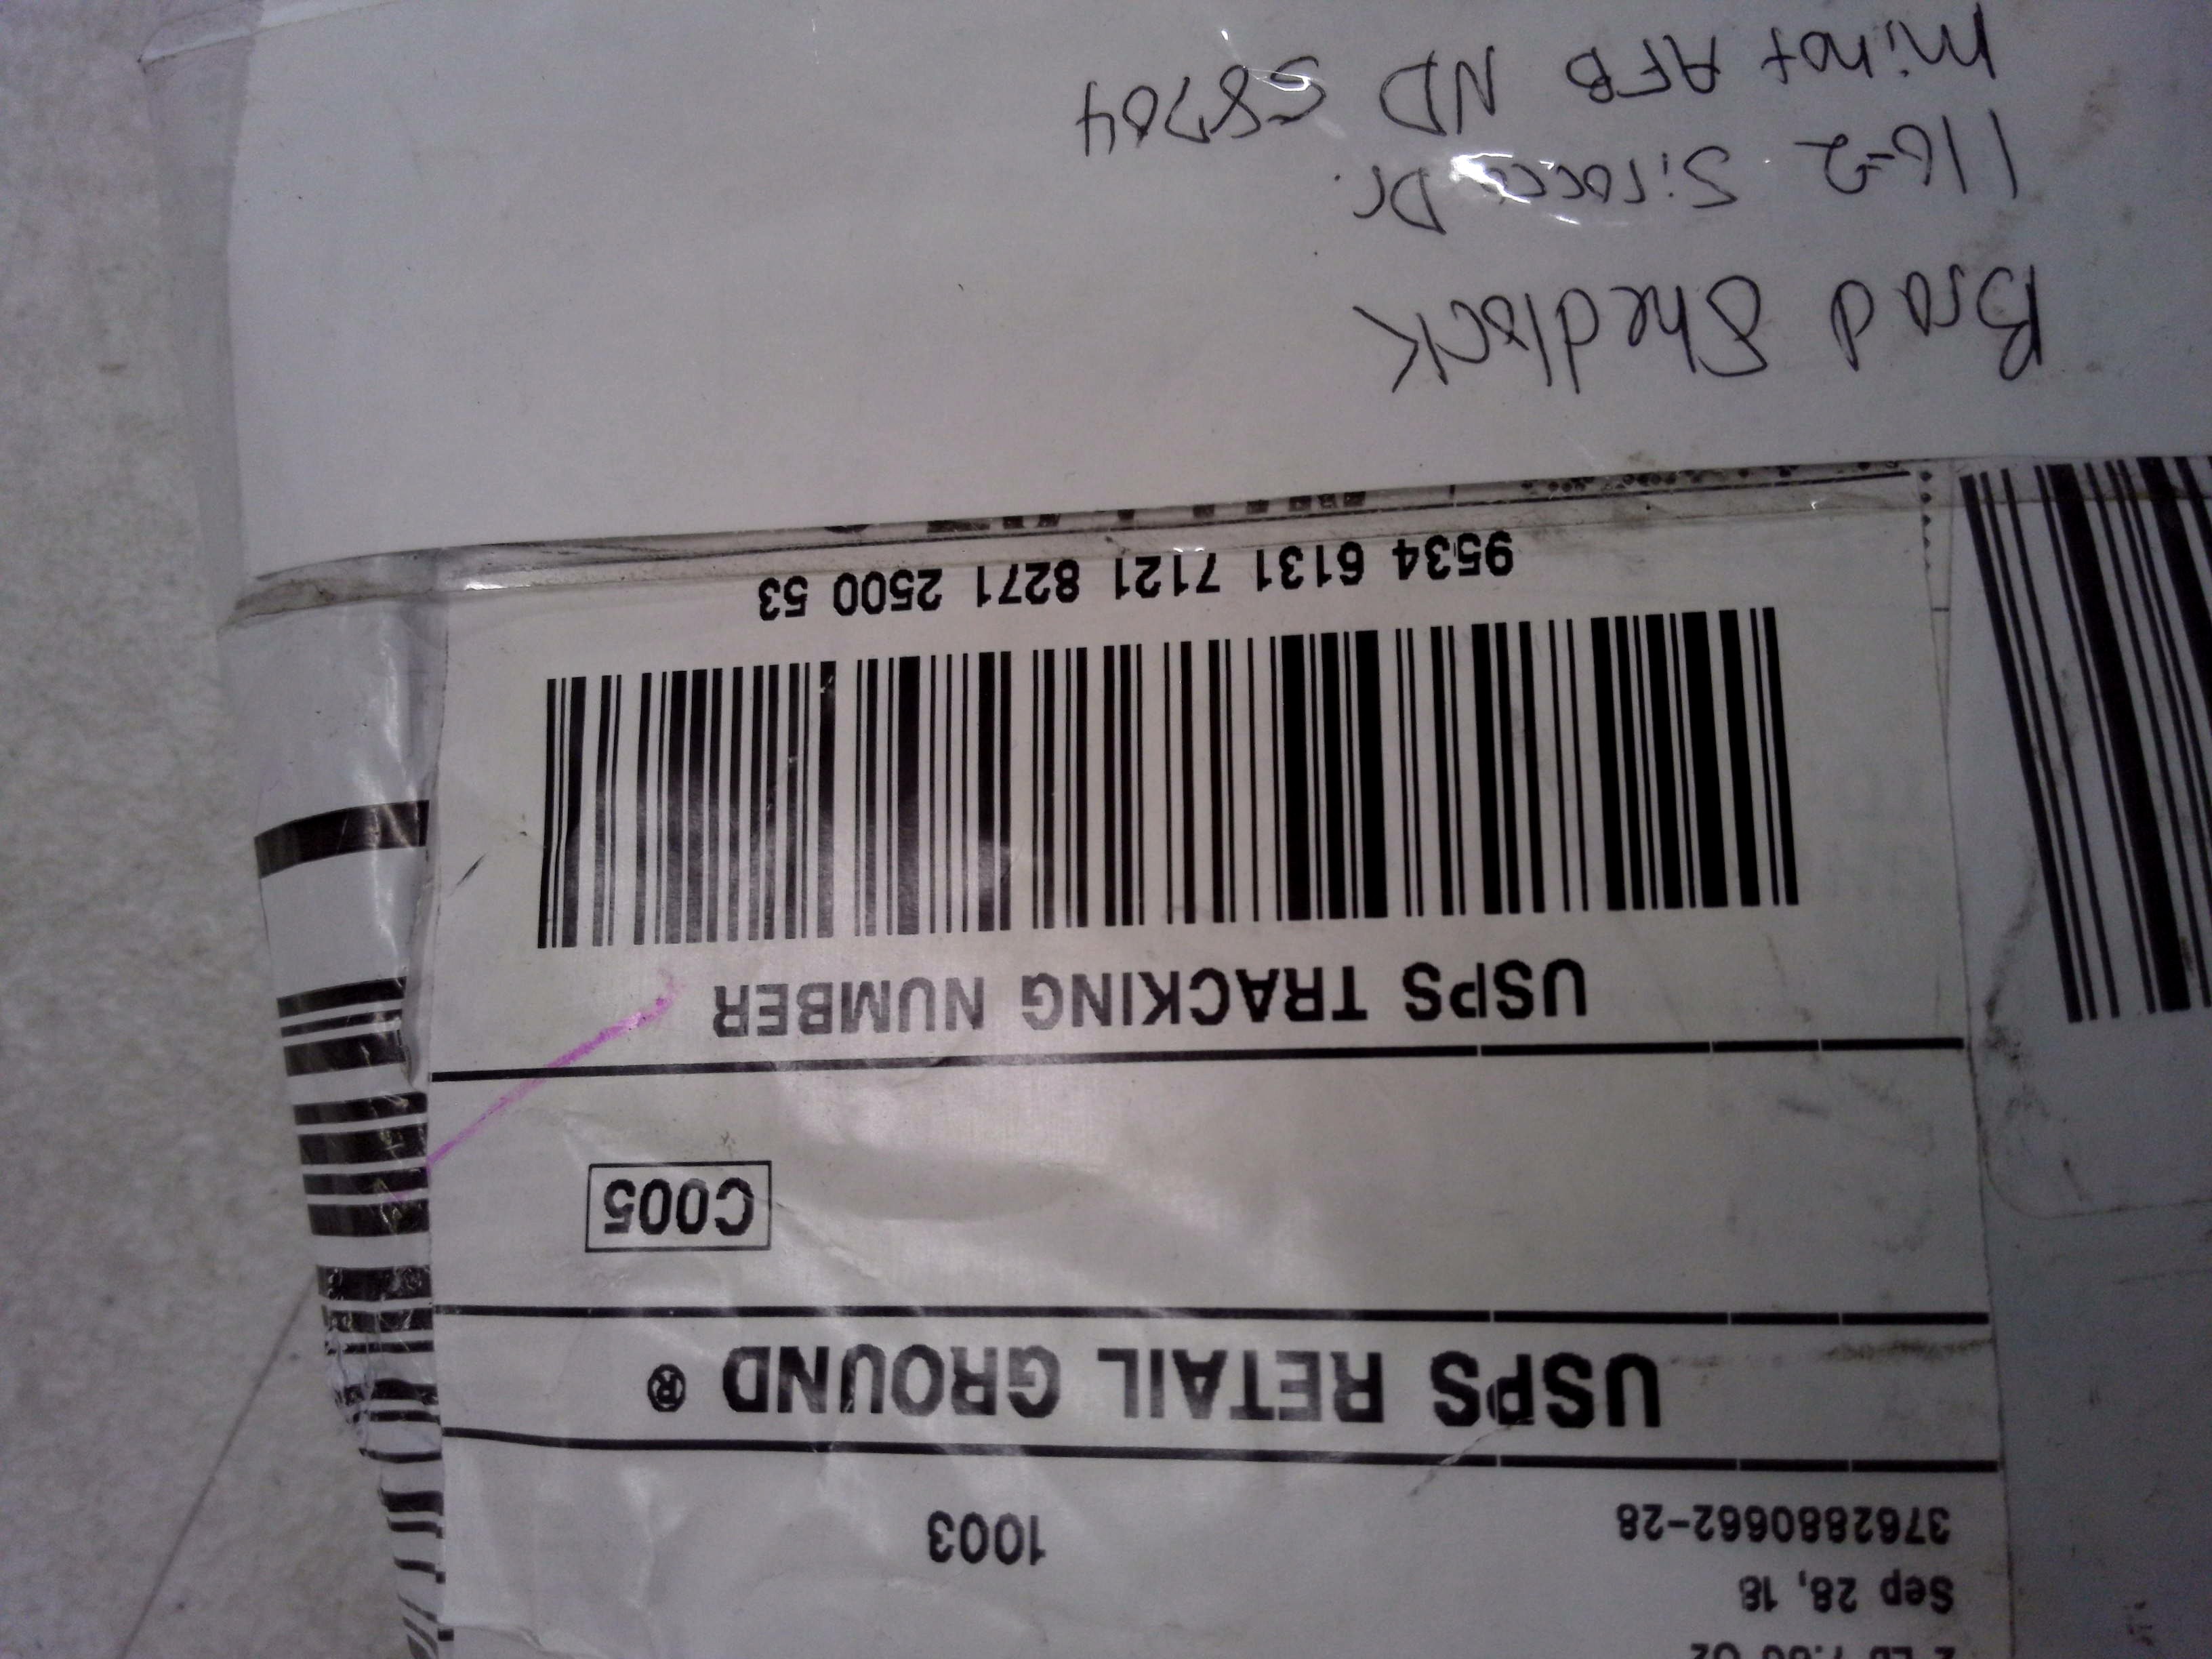 Sep 28, 18
3762880662-28
1003
USPS RETAIL GROUND ®
C005
USPS TRACKING NUMBER
9534 6131 7121 8271 2500 53
Brad Shedlock
116-2 Sirocco Dr.
Minot AFB ND 58704